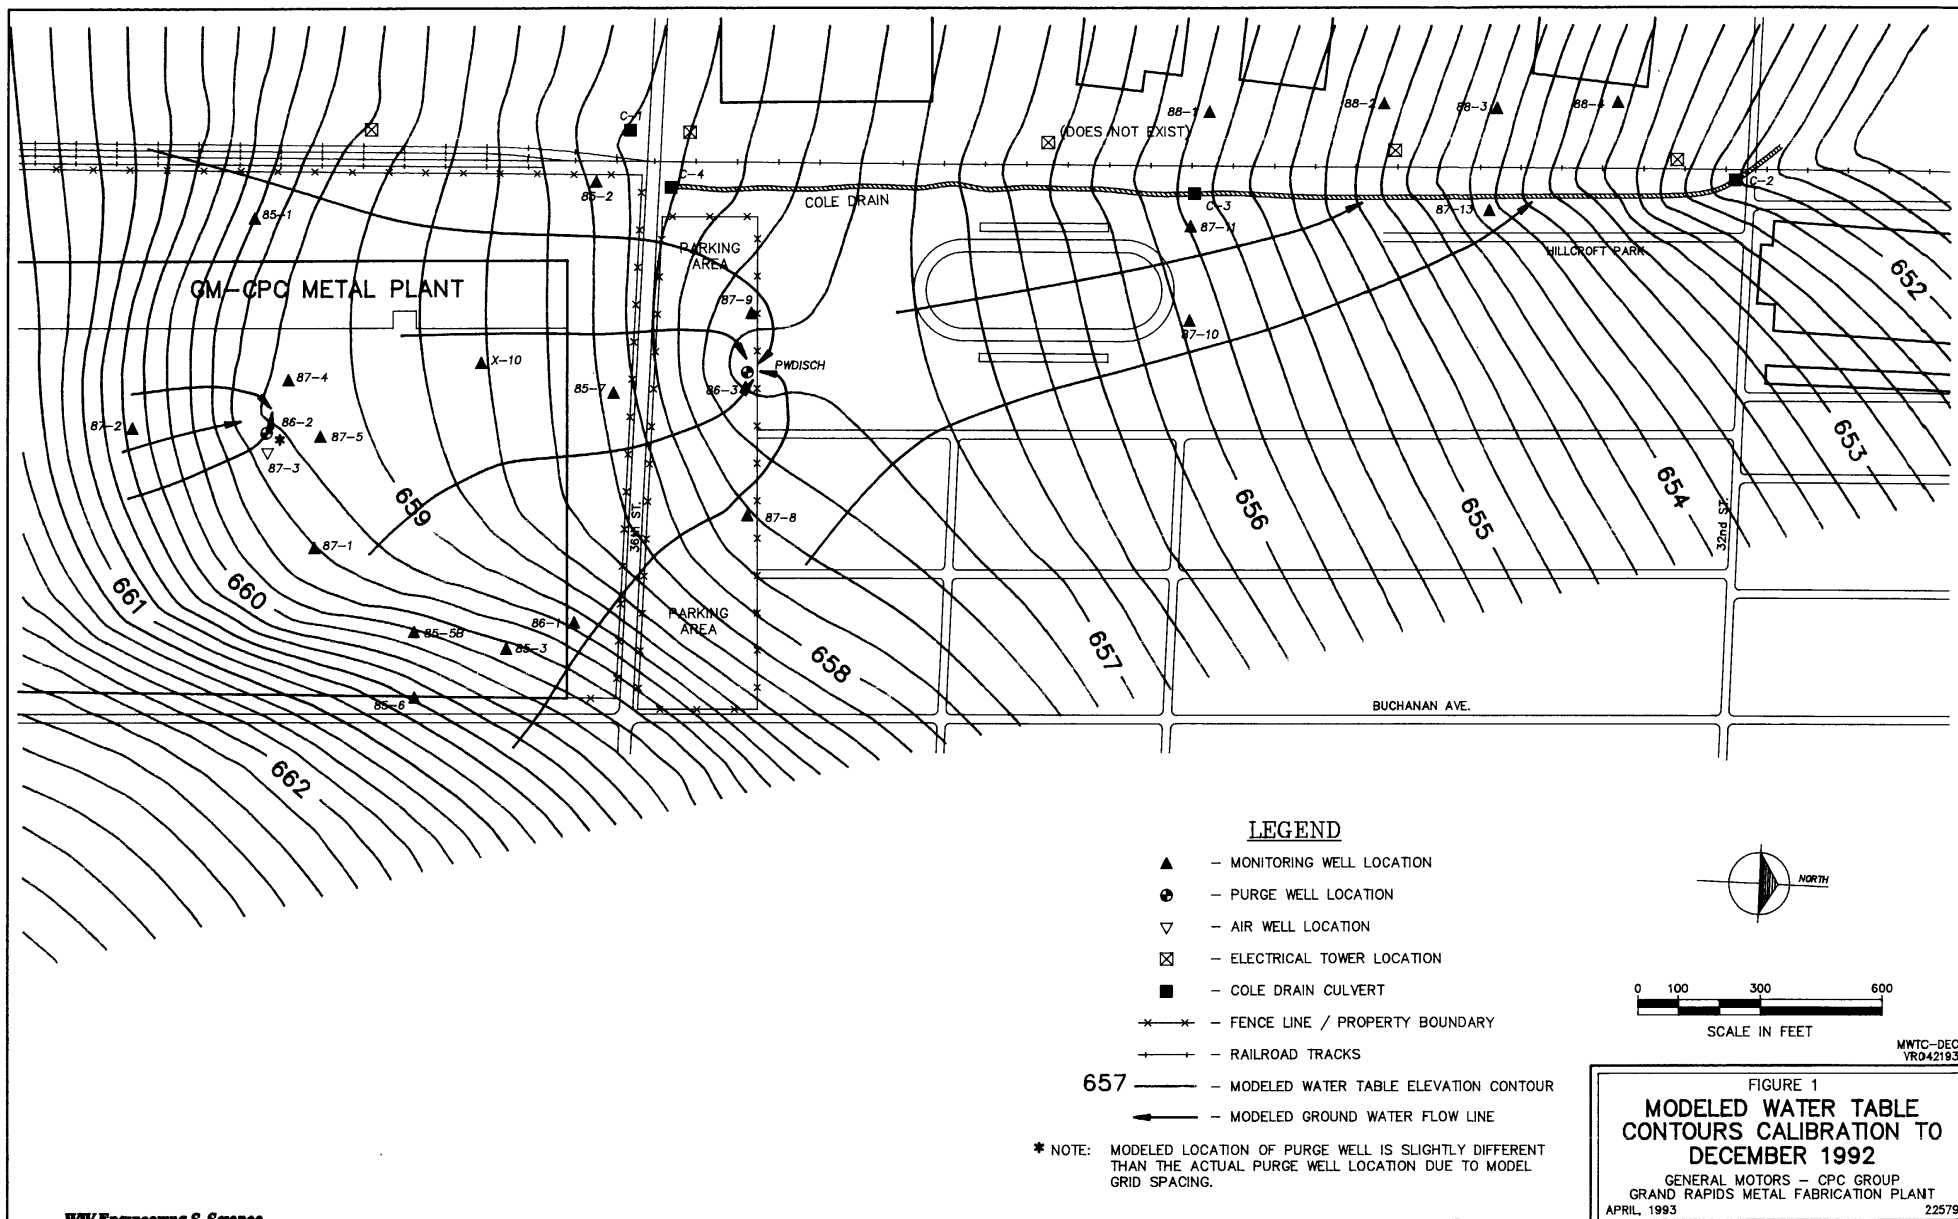 C-1
88-1
88-2
88-3
88-4
(DOES NOT EXIST)
C-4
85-2
COLE DRAIN
C-3
C-2
85-1
87-11
87-13
PARKING
AREA
HILLCROFT PARK
652
GM-CPC METAL PLANT
87-9
87-10
X-10
PWDISCH
87-4
85-7
86-3
87-2
86-2
*
87-5
87-3
653
654
655
656
659
36TH ST.
87-8
32nd ST.
87-1
661
660
86-1
PARKING
AREA
85-5B
85-3
658
657
85-6
BUCHANAN AVE.
662
LEGEND
– MONITORING WELL LOCATION
– PURGE WELL LOCATION
– AIR WELL LOCATION
– ELECTRICAL TOWER LOCATION
– COLE DRAIN CULVERT
– FENCE LINE / PROPERTY BOUNDARY
– RAILROAD TRACKS
657 – MODELED WATER TABLE ELEVATION CONTOUR
– MODELED GROUND WATER FLOW LINE
* NOTE: MODELED LOCATION OF PURGE WELL IS SLIGHTLY DIFFERENT
THAN THE ACTUAL PURGE WELL LOCATION DUE TO MODEL
GRID SPACING.
NORTH
0 100 300 600
SCALE IN FEET
MWTC-DEC
VR042193
FIGURE 1
MODELED WATER TABLE
CONTOURS CALIBRATION TO
DECEMBER 1992
GENERAL MOTORS – CPC GROUP
GRAND RAPIDS METAL FABRICATION PLANT
APRIL, 1993 22579